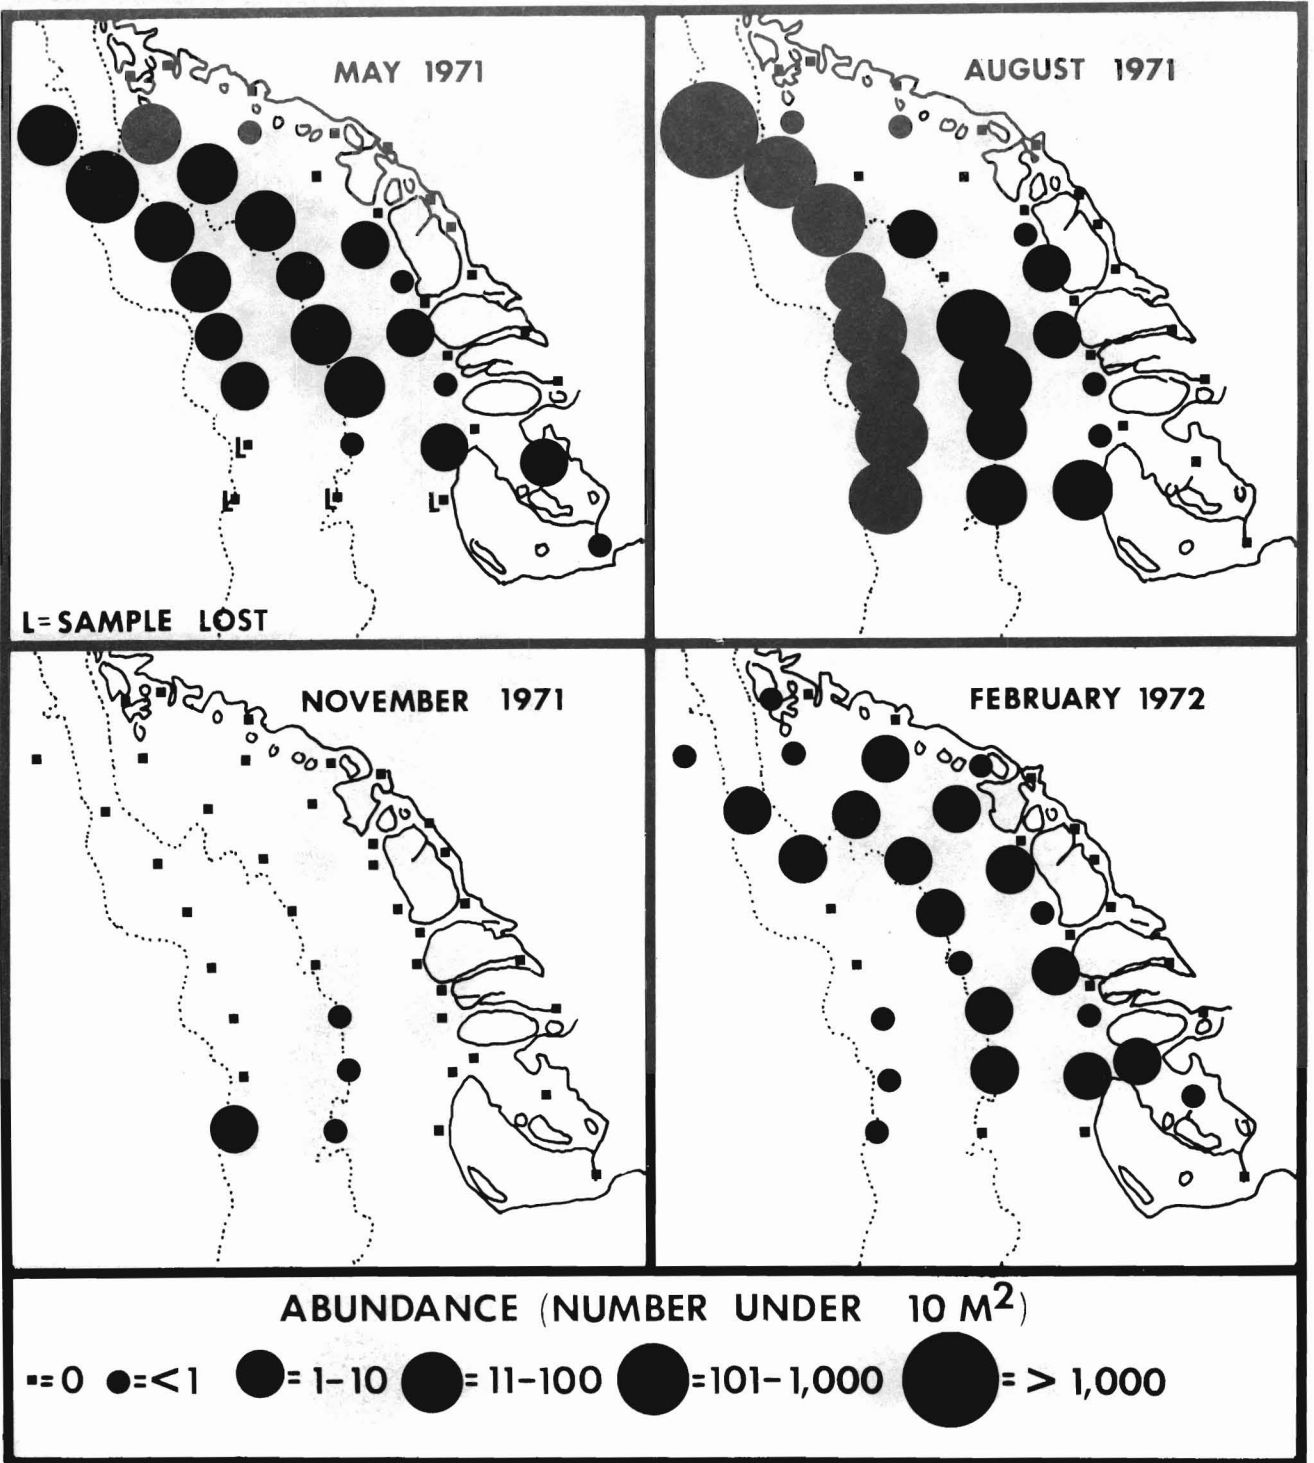 MAY 1971
AUGUST 1971
L
L
L
L
L=SAMPLE LOST
NOVEMBER 1971
FEBRUARY 1972
ABUNDANCE (NUMBER UNDER 10 M²)
=0 =<1 =1-10 =11-100 =101-1,000 => 1,000